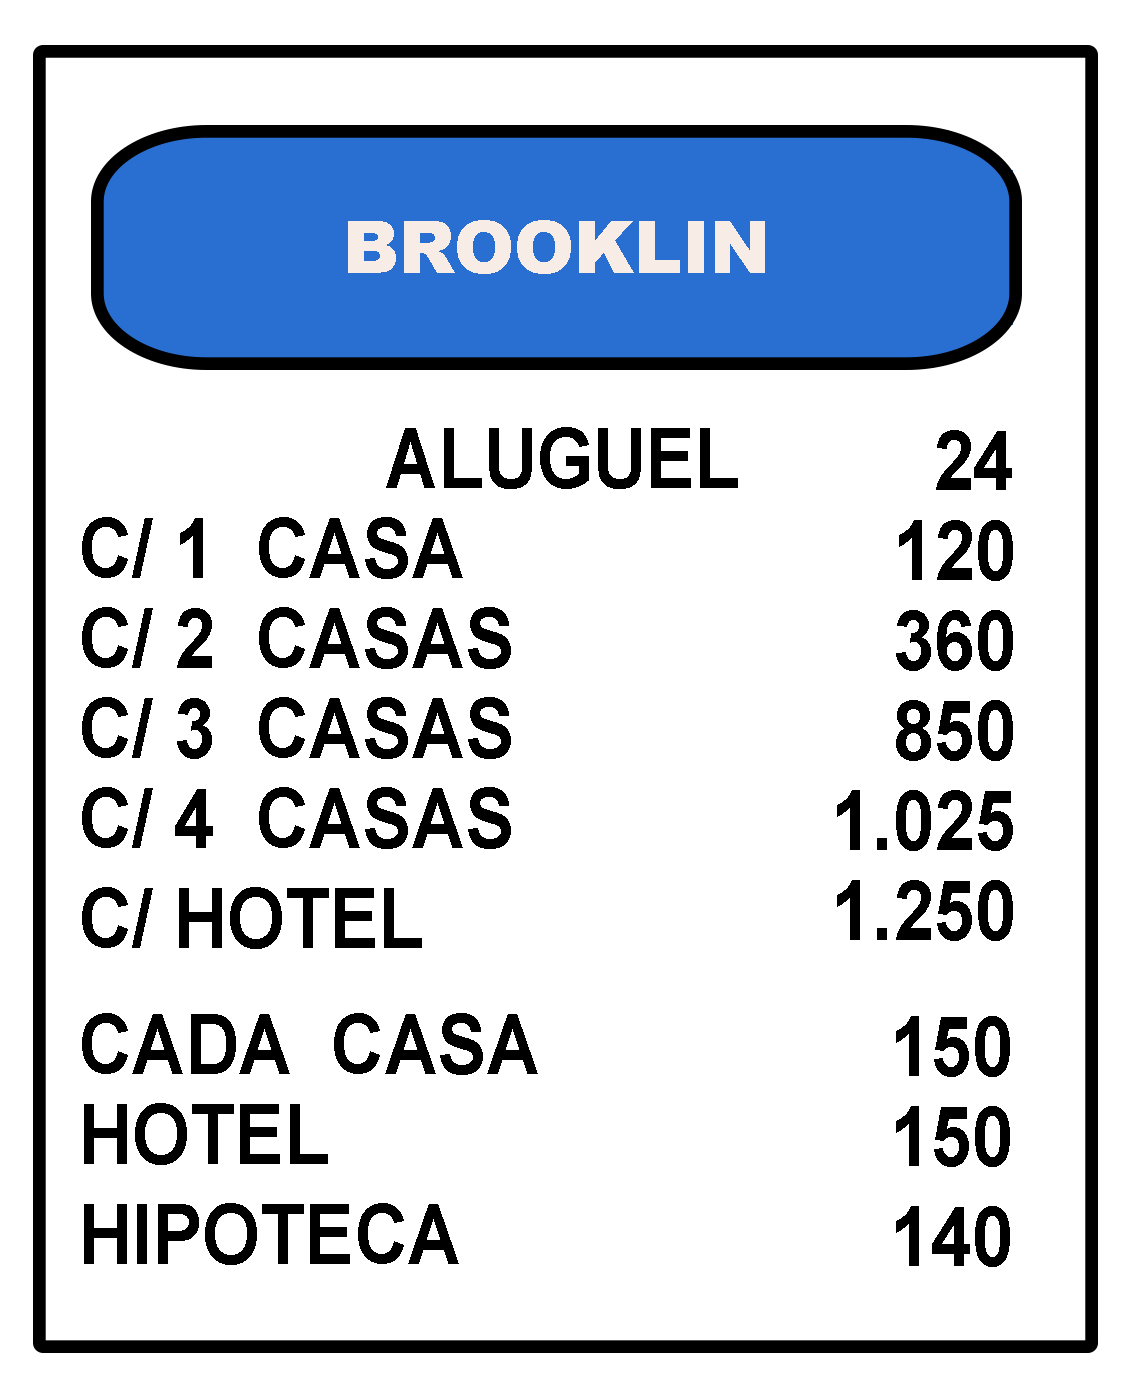 BROOKLIN
ALUGUEL 24
C/ 1 CASA 120
C/ 2 CASAS 360
C/ 3 CASAS 850
C/ 4 CASAS 1.025
C/ HOTEL 1.250
CADA CASA 150
HOTEL 150
HIPOTECA 140